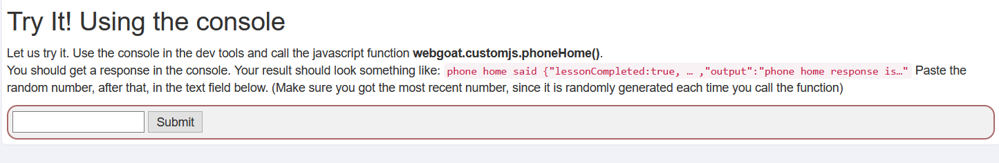 Try It! Using the console
Let us try it. Use the console in the dev tools and call the javascript function webgoat.customjs.phoneHome().
You should get a response in the console. Your result should look something like: phone home said {"lessonCompleted:true, … ,"output":"phone home response is…" Paste the
random number, after that, in the text field below. (Make sure you got the most recent number, since it is randomly generated each time you call the function)
Submit